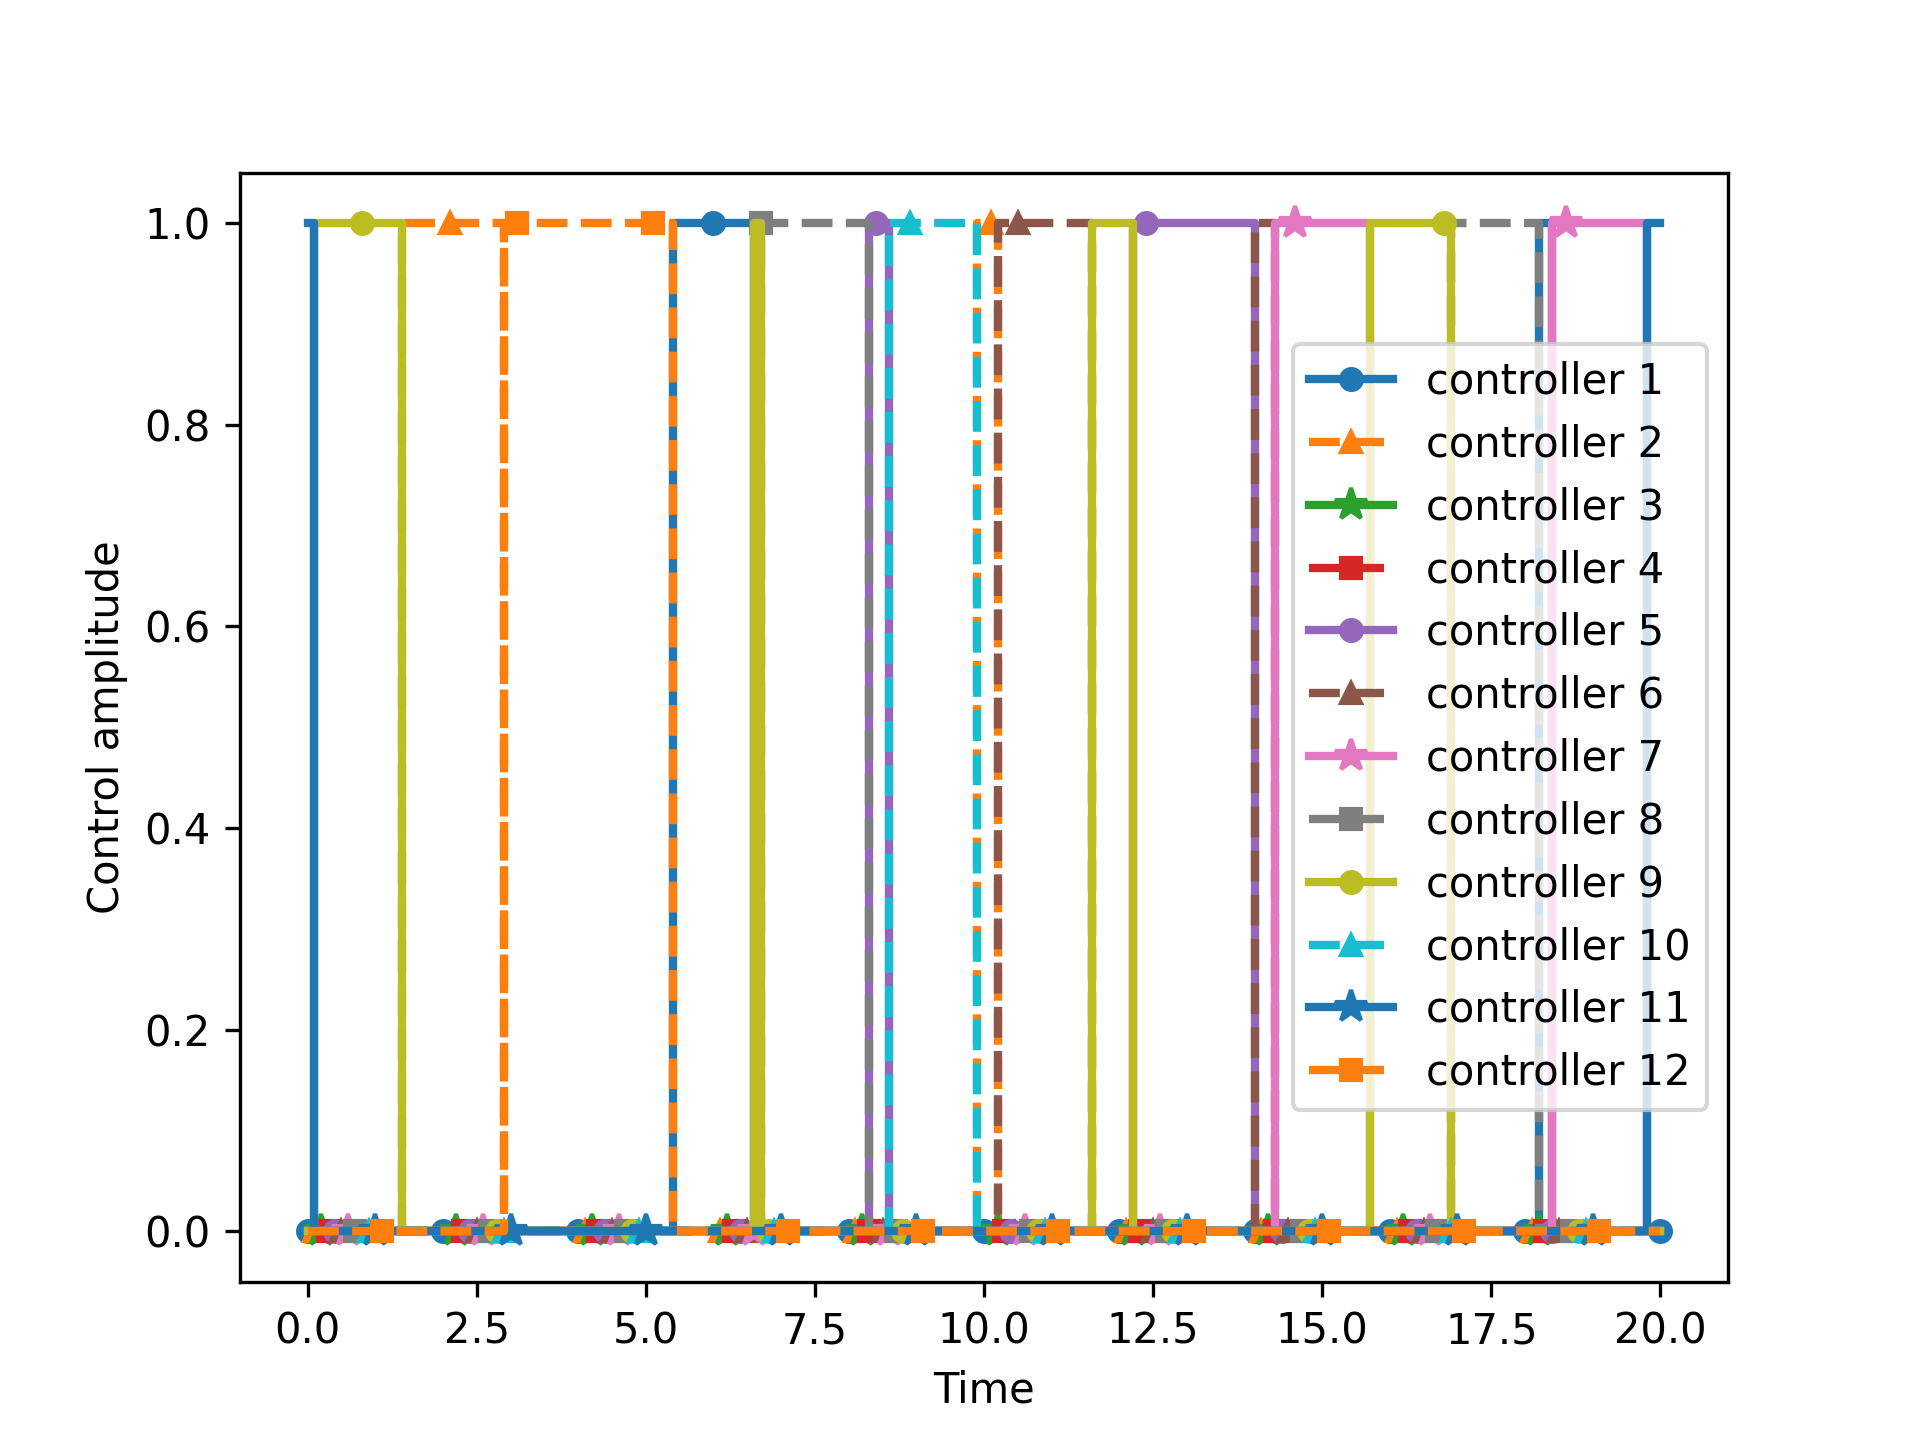 1.0
0.8
0.6
0.4
0.2
0.0
Control amplitude
controller 1
controller 2
controller 3
controller 4
controller 5
controller 6
controller 7
controller 8
controller 9
controller 10
controller 11
controller 12
0.0 2.5 5.0 7.5 10.0 12.5 15.0 17.5 20.0
Time